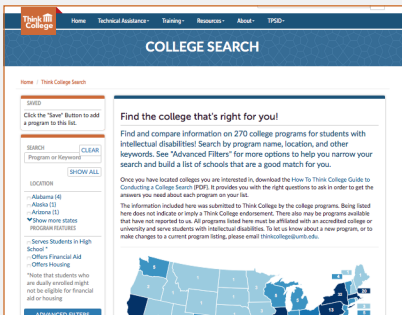 Think
College
Home Technical Assistance Training Resources About TPSID
COLLEGE SEARCH
Home / Think College Search
SAVED
Click the "Save" Button to add
a program to this list.
SEARCH CLEAR
Program or Keyword
SHOW ALL
LOCATION
Alabama (4)
Alaska (1)
Arizona (1)
Show more states
PROGRAM FEATURES
Serves Students in High
School *
Offers Financial Aid
Offers Housing
*Note that students who
are dually enrolled might
not be eligible for financial
aid or housing
ADVANCED FILTERS
Find the college that's right for you!
Find and compare information on 270 college programs for students with
intellectual disabilities! Search by program name, location, and other
keywords. See "Advanced Filters" for more options to help you narrow your
search and build a list of schools that are a good match for you.
Once you have located colleges you are interested in, download the How To Think College Guide to
Conducting a College Search (PDF). It provides you with the right questions to ask in order to get the
answers you need about each program on your list.
The information included here was submitted to Think College by the college programs. Being listed
here does not indicate or imply a Think College endorsement. There also may be programs available
that have not reported to us. All programs listed here must be affiliated with an accredited college or
university and serve students with intellectual disabilities. To let us know about a new program, or to
make changes to a current program listing, please email thinkcollege@umb.edu.